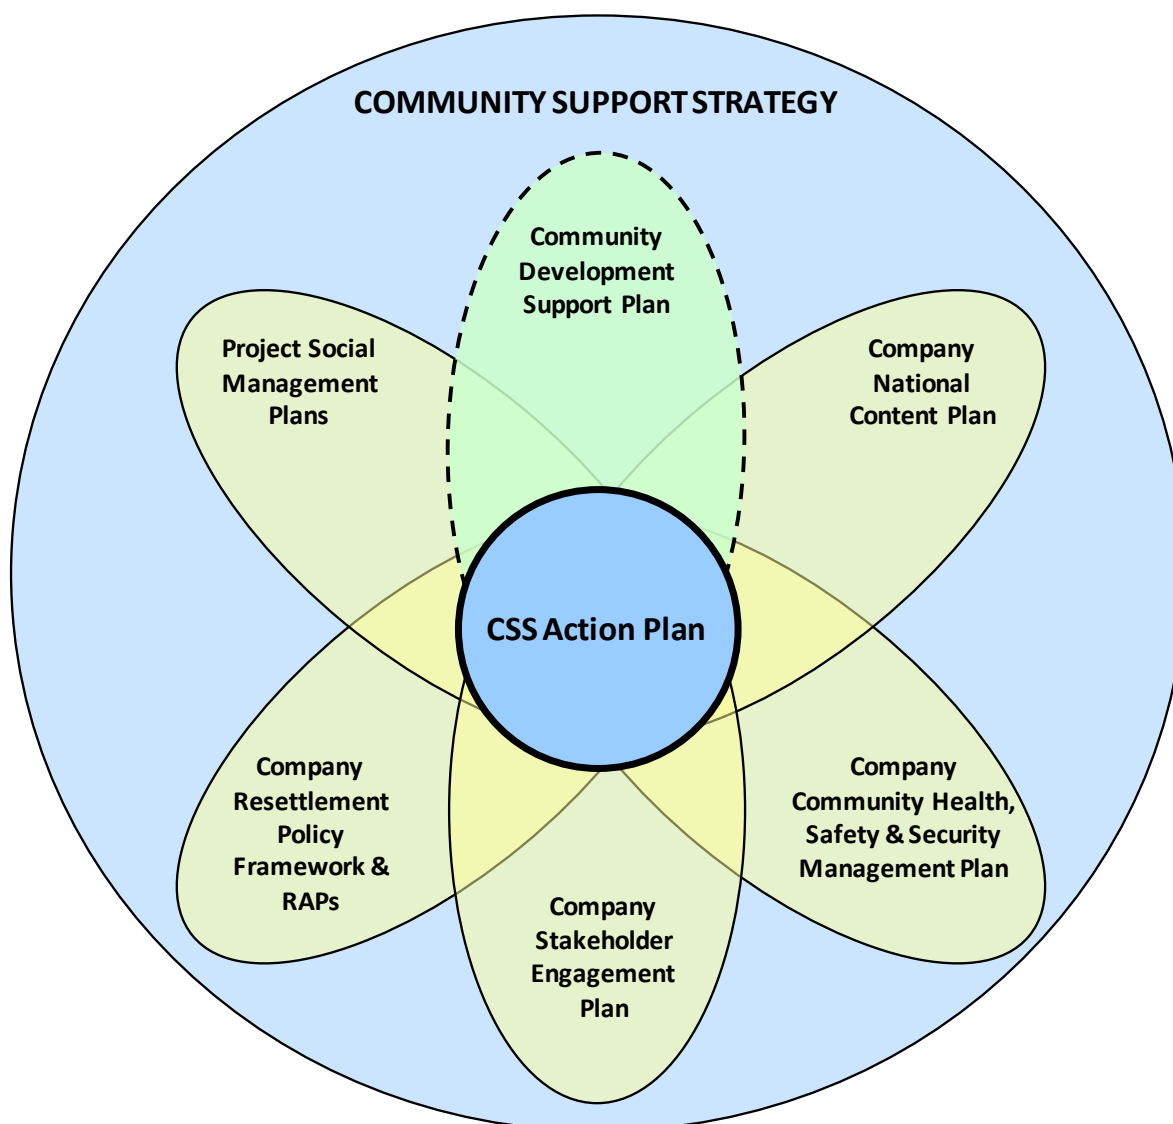 COMMUNITY SUPPORT STRATEGY
Community
Development
Support Plan
Project Social
Management
Plans
Company
National
Content Plan
CSS Action Plan
Company
Resettlement
Policy
Framework &
RAPs
Company
Community Health,
Safety & Security
Management Plan
Company
Stakeholder
Engagement
Plan